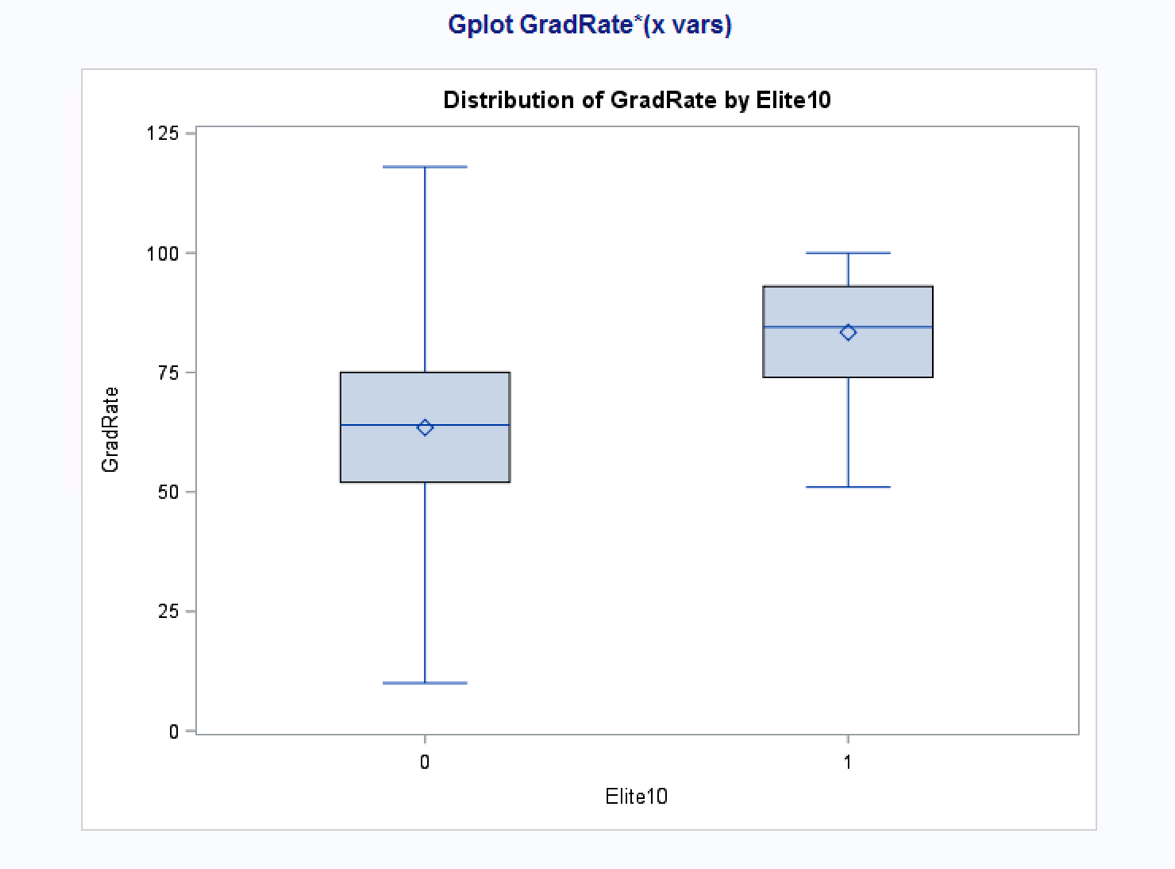 Gplot GradRate*(x vars)
Distribution of GradRate by Elite10
125
100
75
50
25
0
GradRate
0 1
Elite10